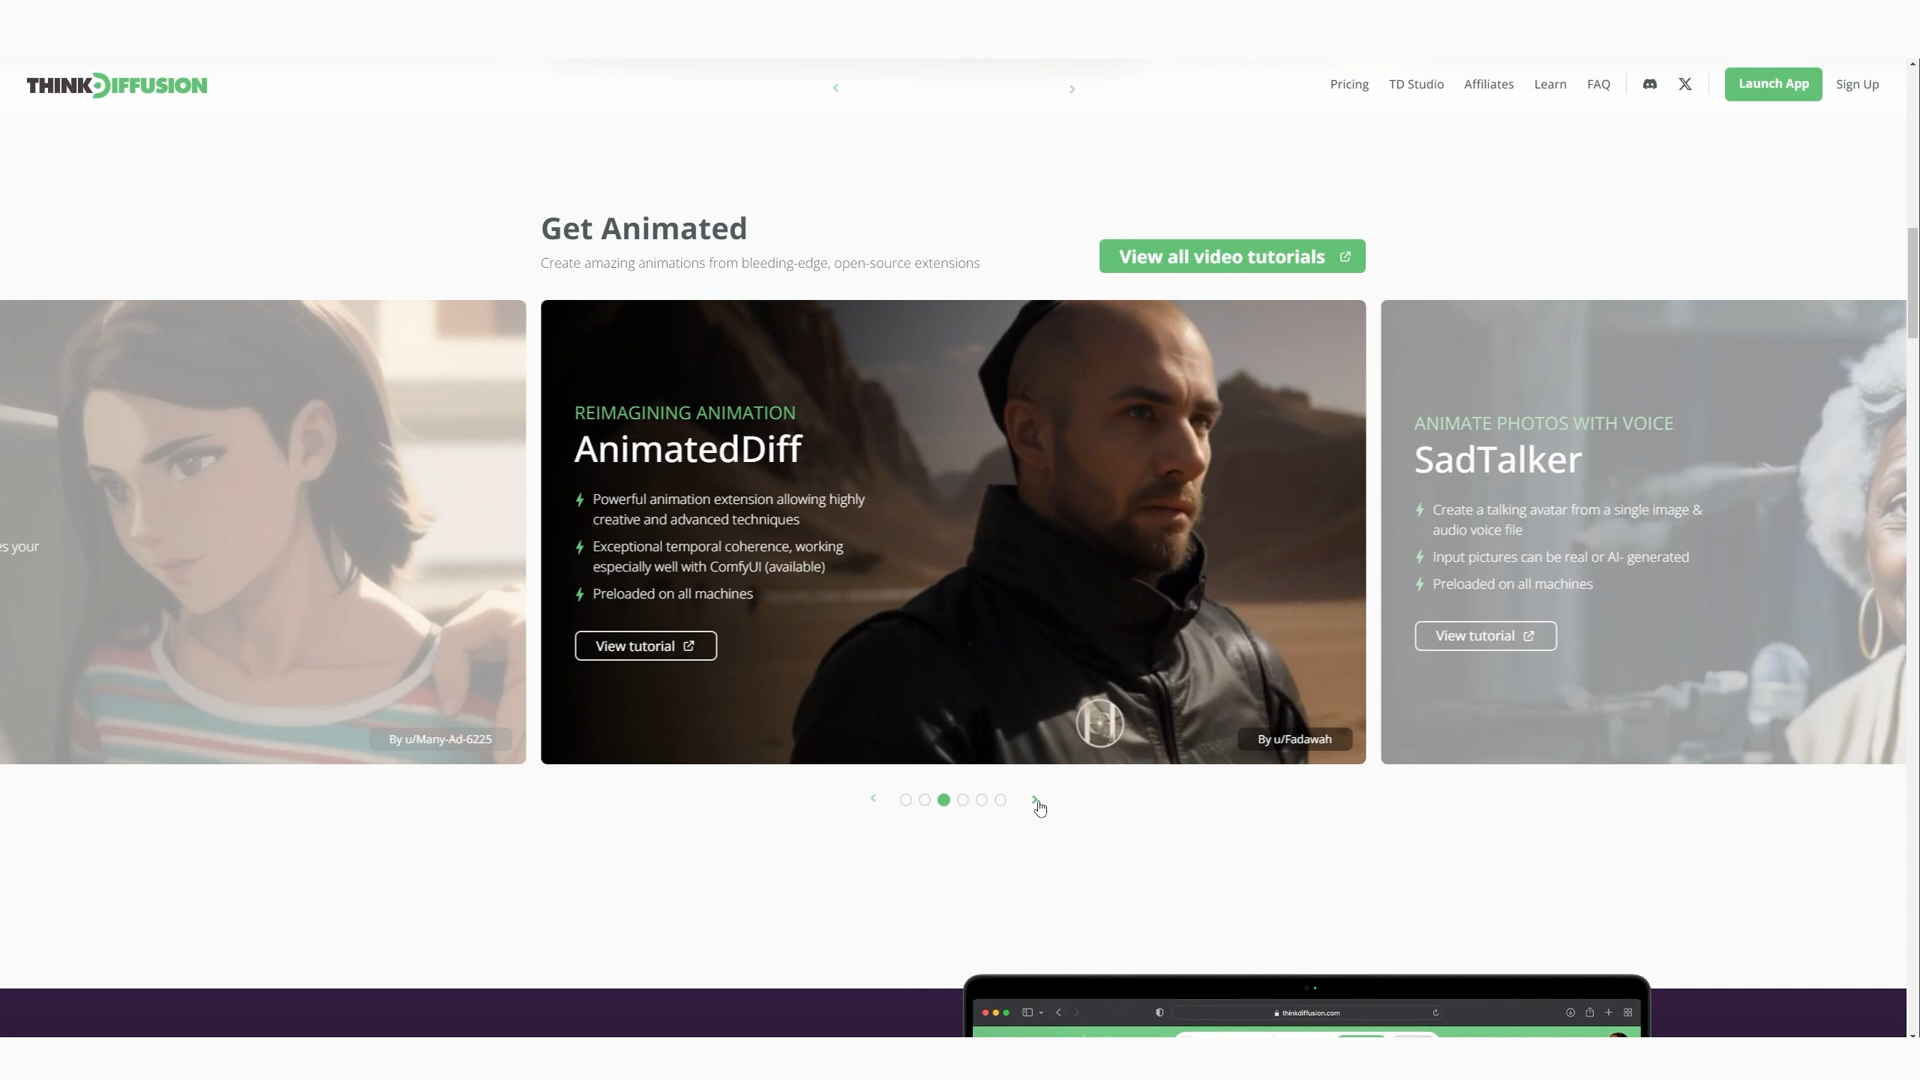 THINKDIFFUSION
Pricing
TD Studio
Affiliates
Learn
FAQ
Launch App
Sign Up
Get Animated
Create amazing animations from bleeding-edge, open-source extensions
View all video tutorials
es your
By u/Many-Ad-6225
REIMAGINING ANIMATION
AnimatedDiff
Powerful animation extension allowing highly
creative and advanced techniques
Exceptional temporal coherence, working
especially well with ComfyUI (available)
Preloaded on all machines
View tutorial
By u/Fadawah
ANIMATE PHOTOS WITH VOICE
SadTalker
Create a talking avatar from a single image &
audio voice file
Input pictures can be real or AI- generated
Preloaded on all machines
View tutorial
thinkdiffusion.com